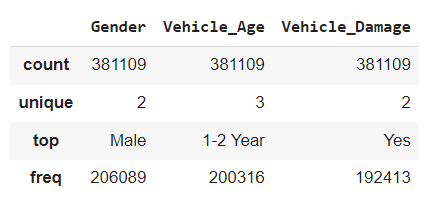 Gender Vehicle_Age Vehicle_Damage
count 381109 381109 381109
unique 2 3 2
top Male 1-2 Year Yes
freq 206089 200316 192413